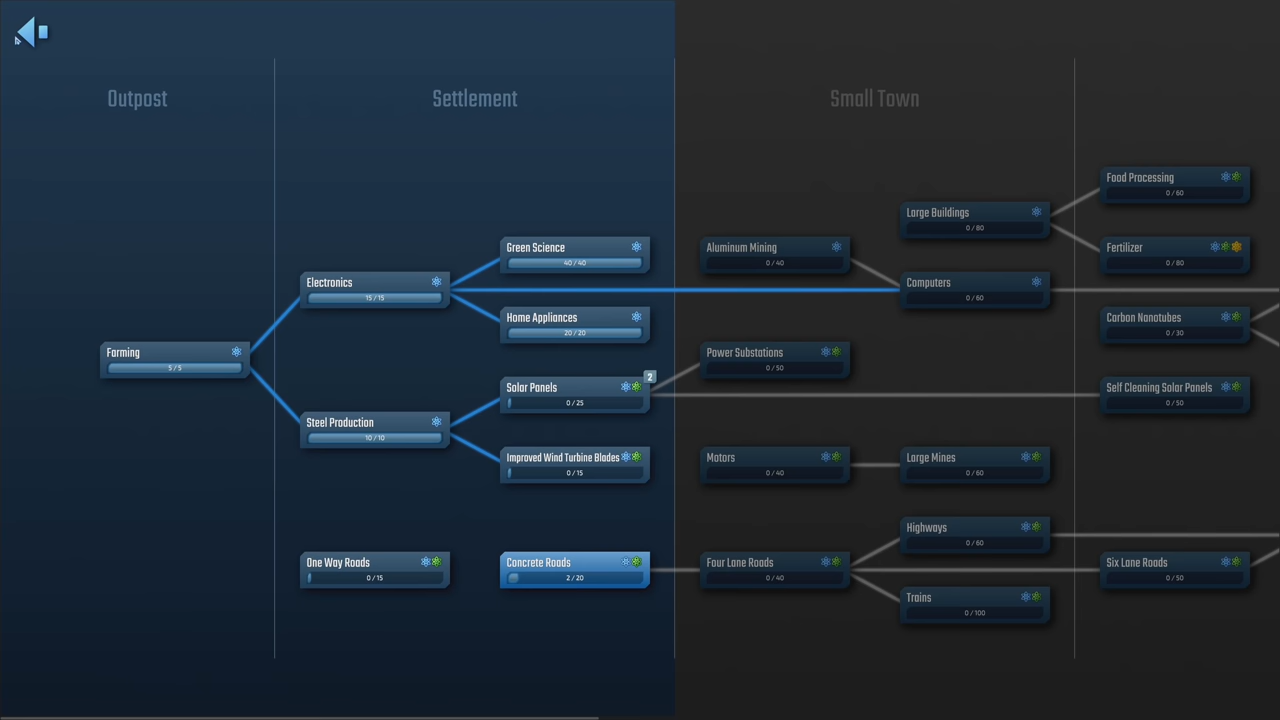 Outpost
Settlement
Small Town
Food Processing
0 / 60
Large Buildings
0 / 80
Green Science
40 / 40
Aluminum Mining
0 / 40
Fertilizer
0 / 80
Electronics
15 / 15
Computers
0 / 60
Home Appliances
20 / 20
Carbon Nanotubes
0 / 30
Farming
5 / 5
Power Substations
0 / 50
2
Solar Panels
0 / 25
Self Cleaning Solar Panels
0 / 50
Steel Production
10 / 10
Improved Wind Turbine Blades
0 / 15
Motors
0 / 40
Large Mines
0 / 60
Highways
0 / 60
One Way Roads
0 / 15
Concrete Roads
2 / 20
Four Lane Roads
0 / 40
Six Lane Roads
0 / 50
Trains
0 / 100